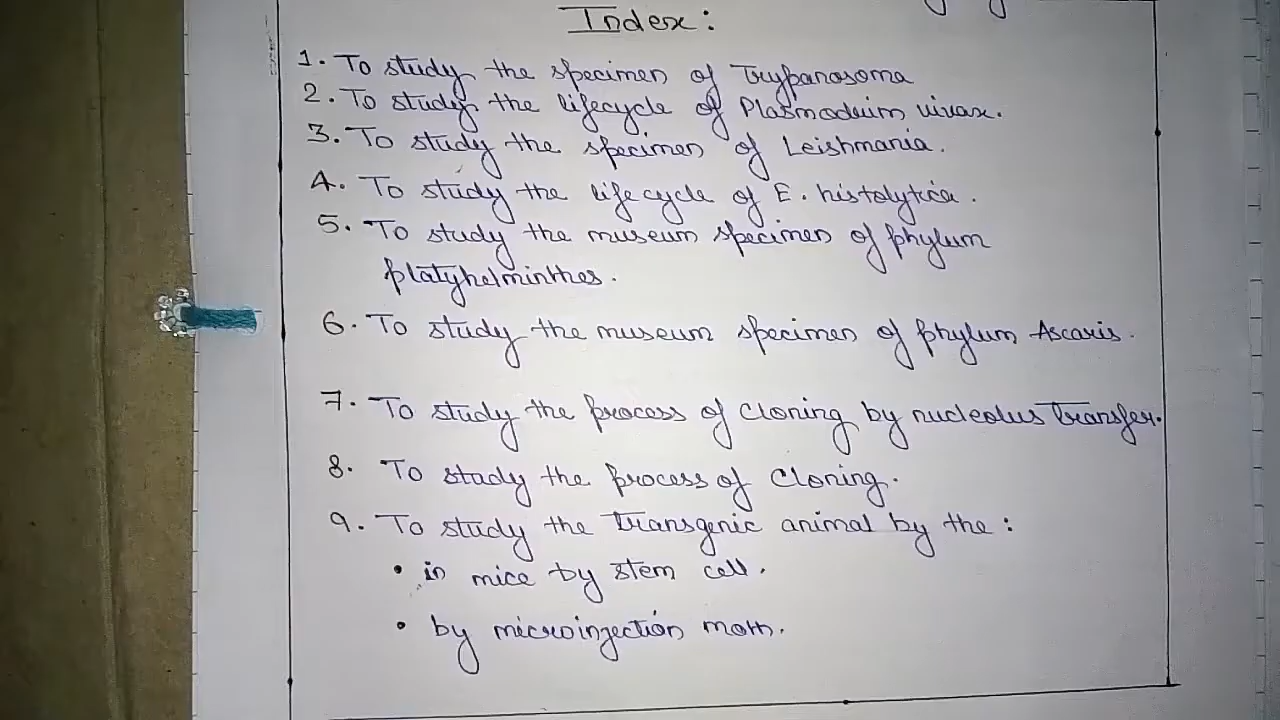 Index:
1. To study the specimen of Trypanosoma
2. To study the lifecycle of Plasmodium vivax.
3. To study the specimen of Leishmania.
4. To study the lifecycle of E. histolytica.
5. To study the museum specimen of phylum
platyhelminthes.
6. To study the museum specimen of phylum Ascaris.
7. To study the process of cloning by nucleolus transfer.
8. To study the process of Cloning.
9. To study the transgenic animal by the :
• in mice by stem cell.
• by microinjection moth.